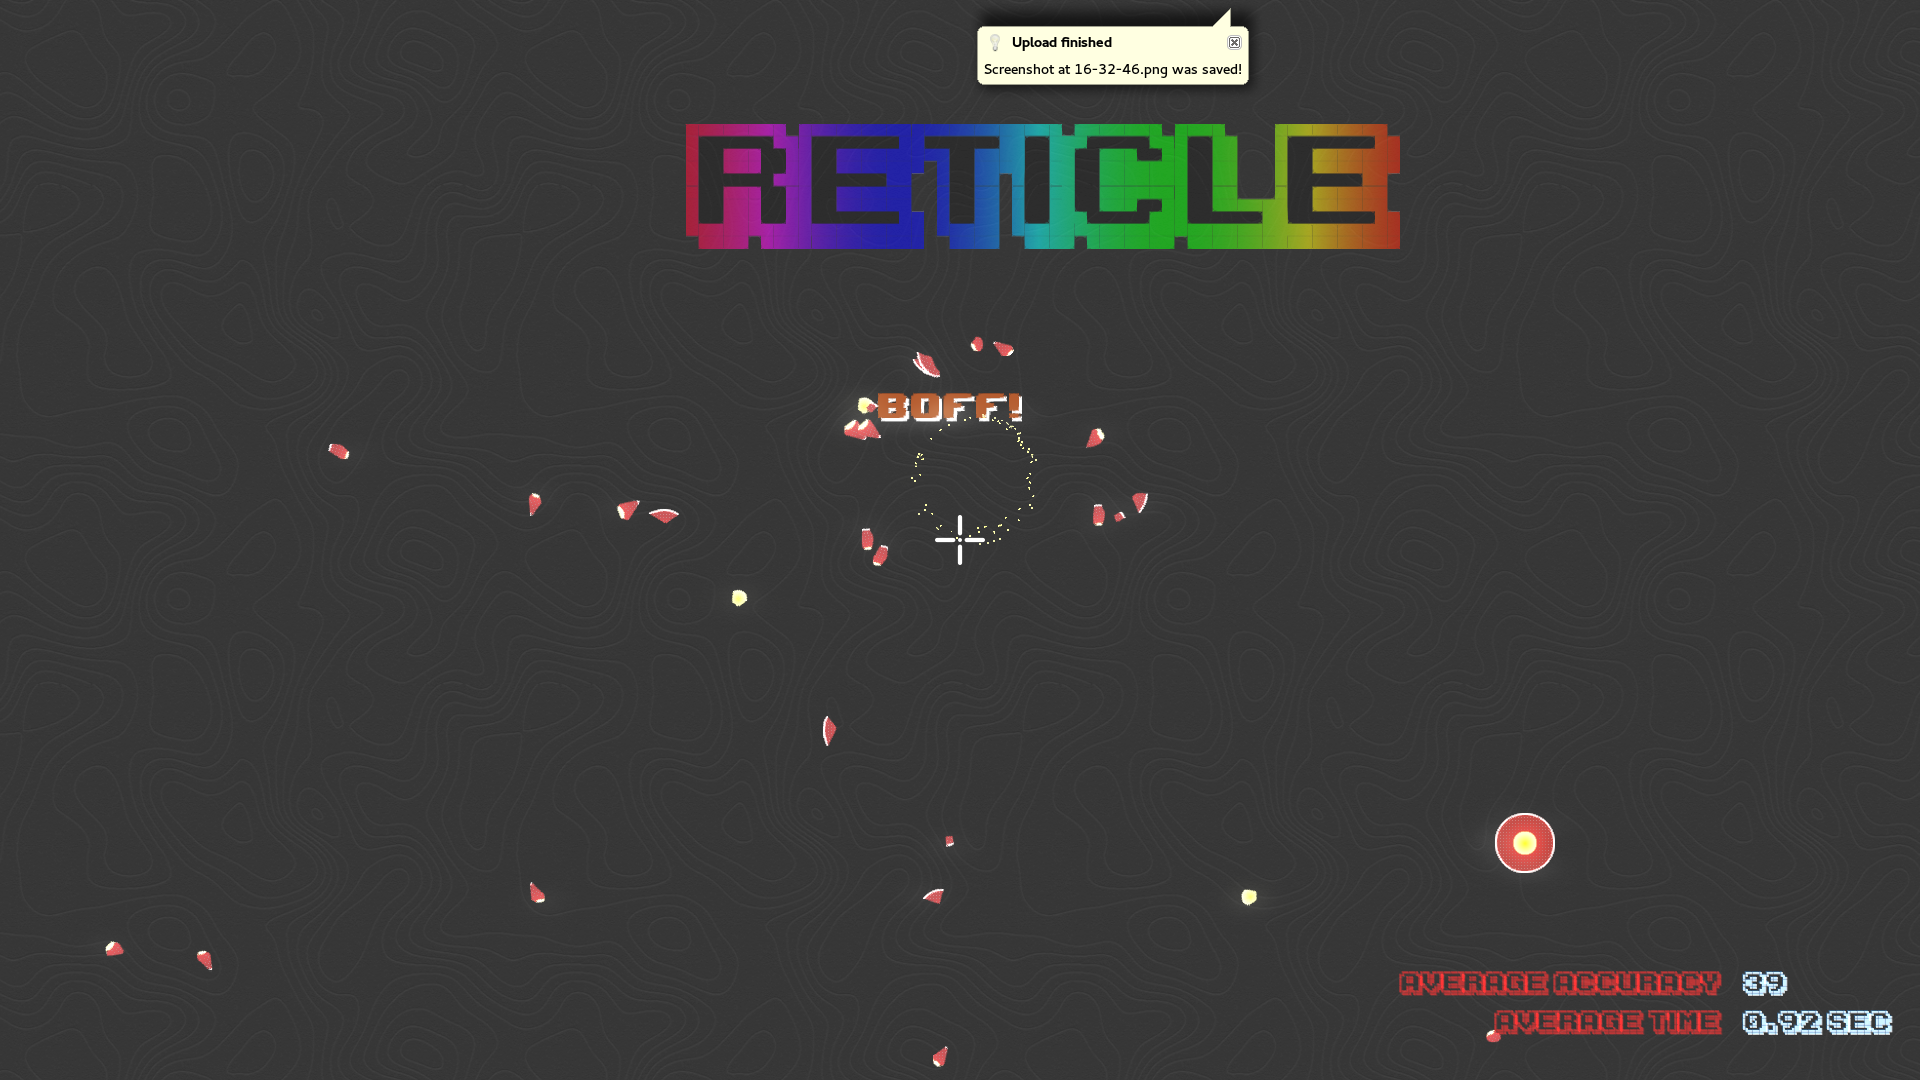 Upload finished
Screenshot at 16-32-46.png was saved!
RETICLE
BOFF!
AVERAGE ACCURACY 39
AVERAGE TIME 0.92 SEC